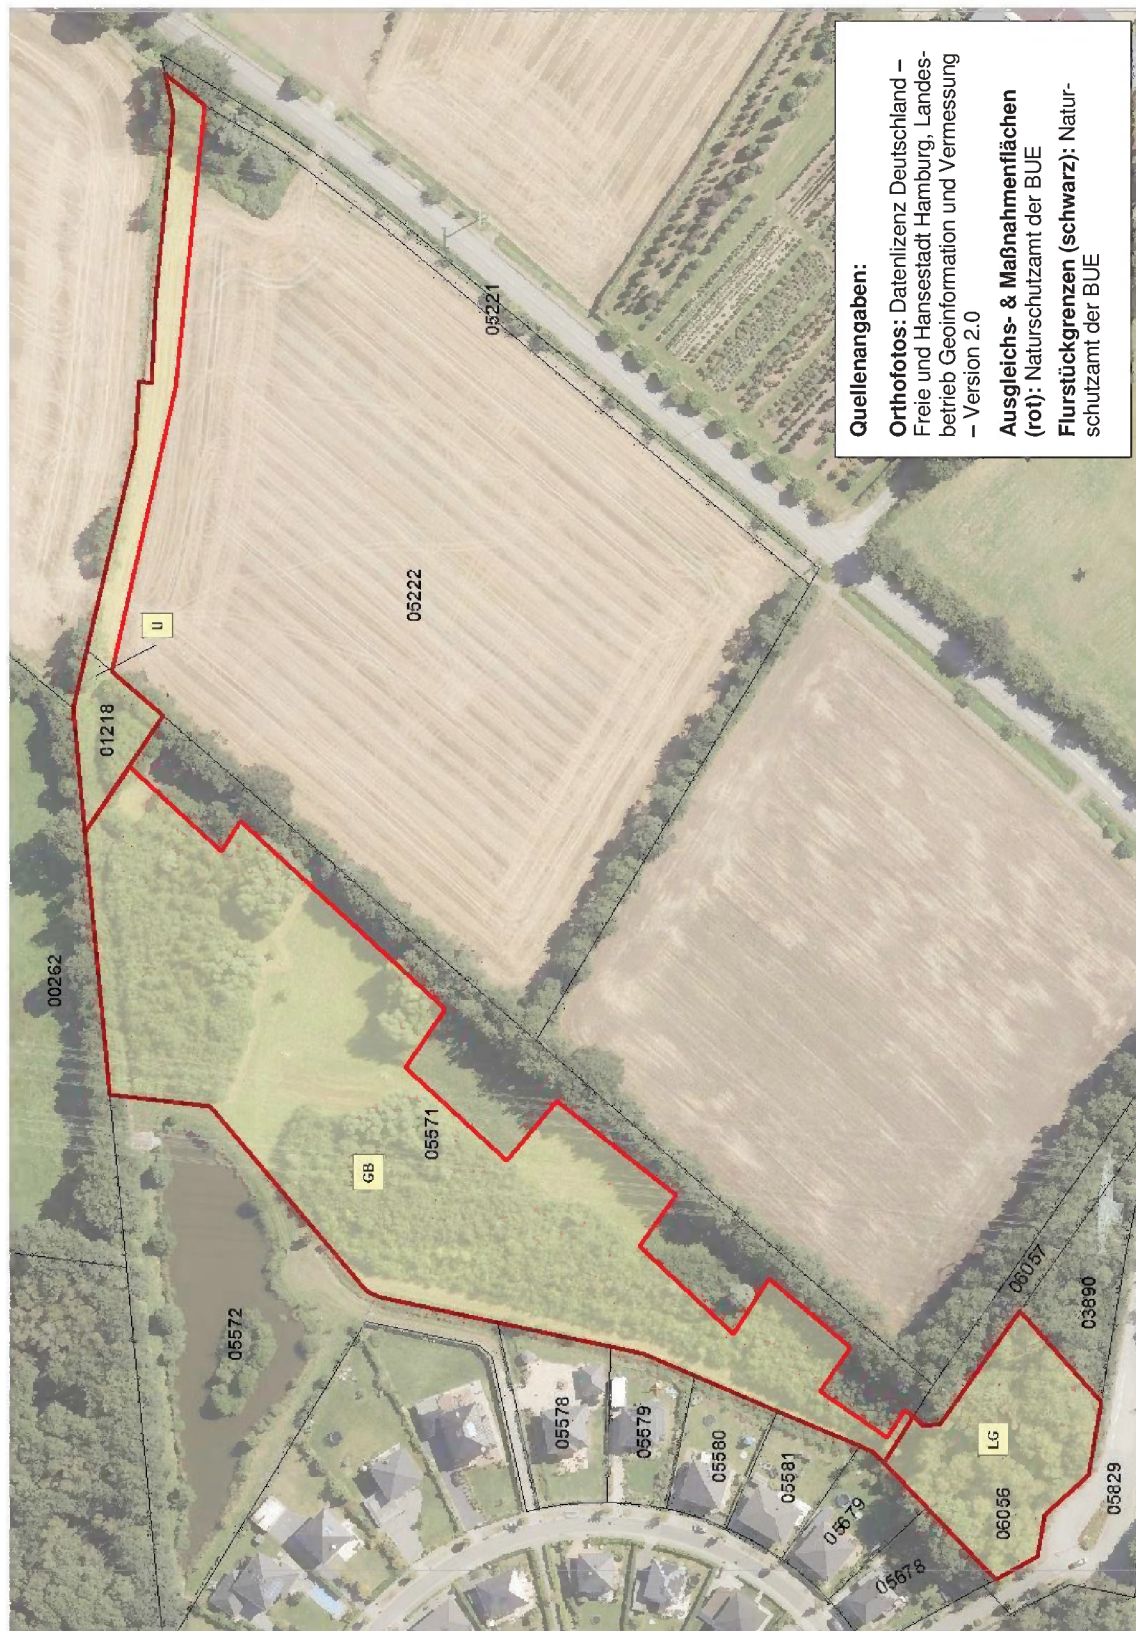 Quellenangaben:
Orthofotos: Datenlizenz Deutschland –
Freie und Hansestadt Hamburg, Landes-
betrieb Geoinformation und Vermessung
– Version 2.0
Ausgleichs- & Maßnahmenflächen
(rot): Naturschutzamt der BUE
Flurstückgrenzen (schwarz): Natur-
schutzamt der BUE
00262
01218
U
05221
05222
05571
GB
05572
05578
05579
05580
05581
05679
05678
06057
03890
LG
06056
05829